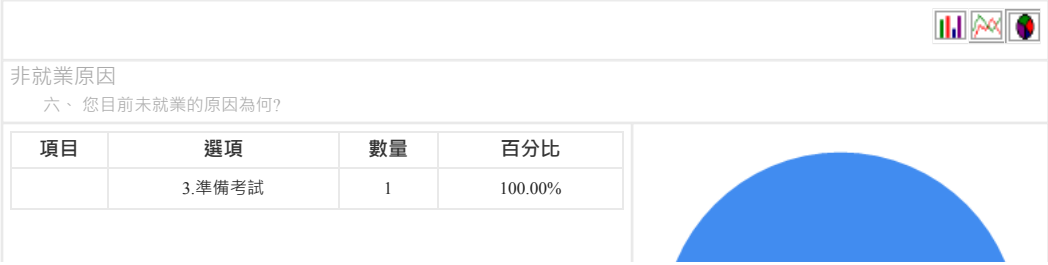 非就業原因
六、 您目前未就業的原因為何?
項目 選項 數量 百分比
3.準備考試 1 100.00%